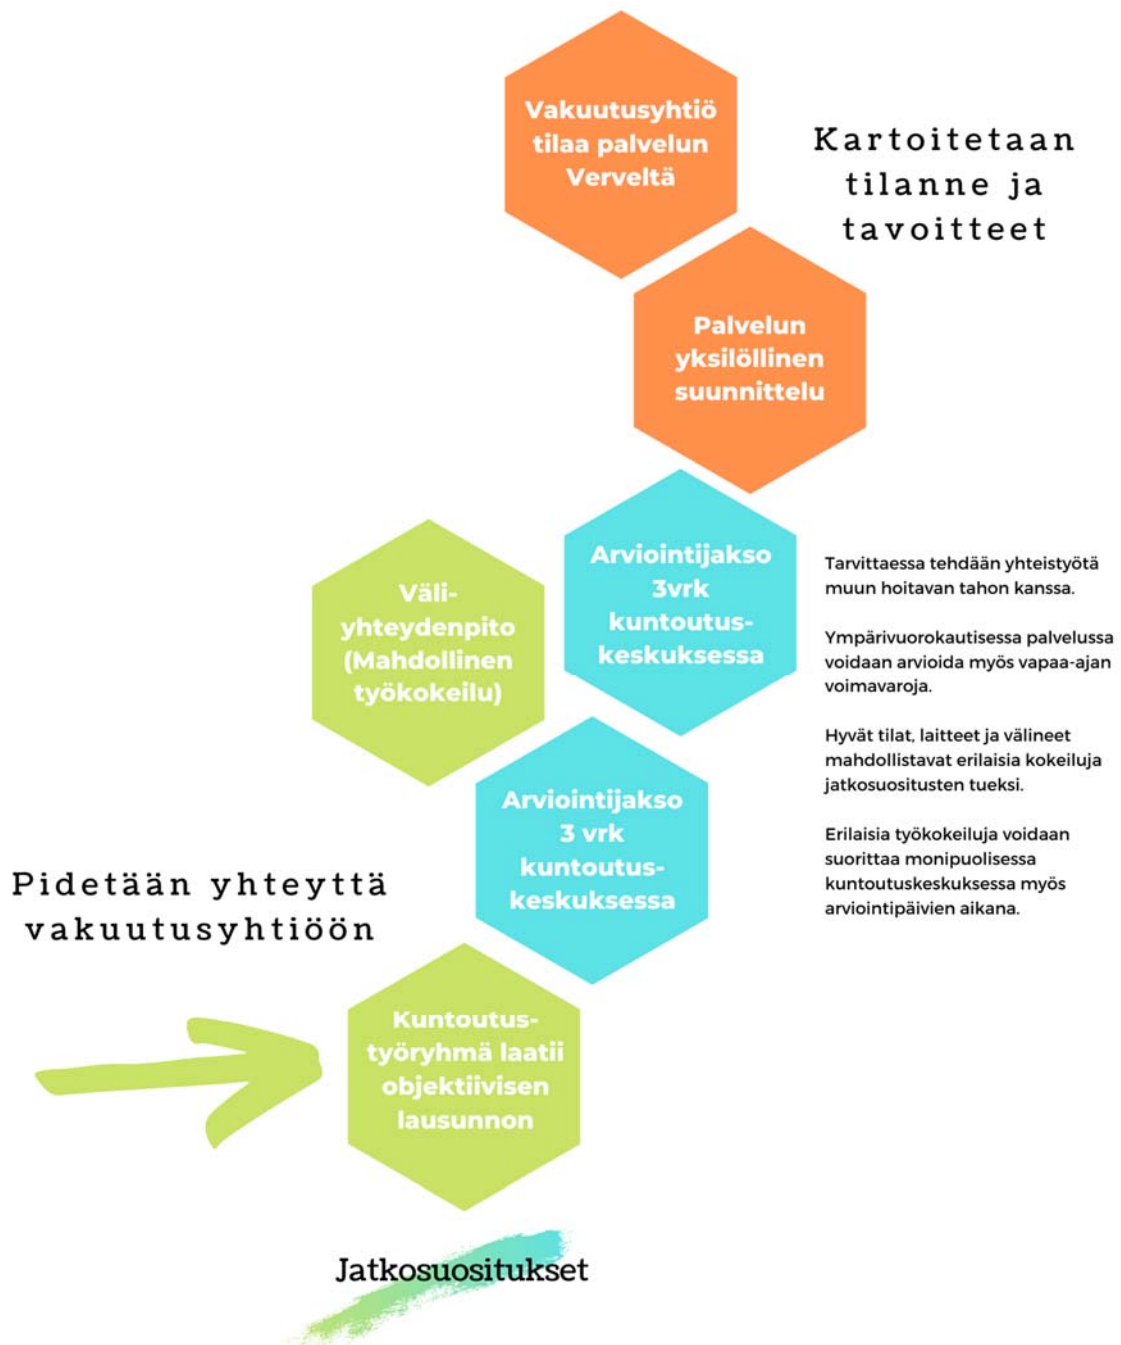 Vakuutusyhtiö
tilaa palvelun
Verveltä
Kartoitetaan
tilanne ja
tavoitteet
Palvelun
yksilöllinen
suunnittelu
Arviointijakso
3vrk
kuntoutus-
keskuksessa
Väli-
yhteydenpito
(Mahdollinen
työkokeilu)
Tarvittaessa tehdään yhteistyötä
muun hoitavan tahon kanssa.
Ympärivuorokautisessa palvelussa
voidaan arvioida myös vapaa-ajan
voimavaroja.
Hyvät tilat, laitteet ja välineet
mahdollistavat erilaisia kokeiluja
jatkosuositusten tueksi.
Erilaisia työkokeiluja voidaan
suorittaa monipuolisessa
kuntoutuskeskuksessa myös
arviointipäivien aikana.
Arviointijakso
3 vrk
kuntoutus-
keskuksessa
Pidetään yhteyttä
vakuutusyhtiöön
Kuntoutus-
työryhmä laatii
objektiivisen
lausunnon
Jatkosuositukset